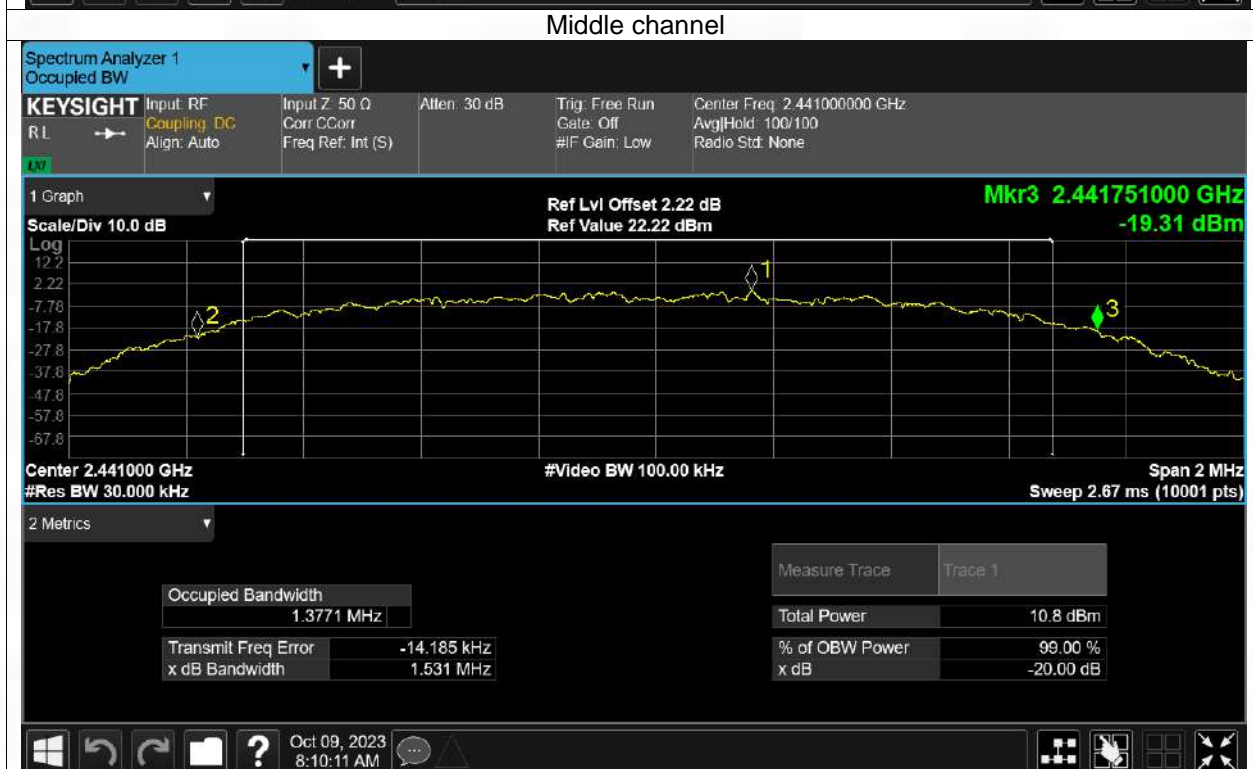 Middle channel
Spectrum Analyzer 1
Occupied BW
+
KEYSIGHT
RL
LXI
Input: RF
Coupling: DC
Align: Auto
Input Z: 50 Ω
Corr CCorr
Freq Ref: Int (S)
Atten: 30 dB
Trig: Free Run
Gate: Off
#IF Gain: Low
Center Freq: 2.441000000 GHz
Avg|Hold: 100/100
Radio Std: None
1 Graph
Scale/Div 10.0 dB
Ref Lvl Offset 2.22 dB
Ref Value 22.22 dBm
Mkr3 2.441751000 GHz
-19.31 dBm
Log
12.2
2.22
-7.78
-17.8
-27.8
-37.8
-47.8
-57.8
-67.8
1
2
3
Center 2.441000 GHz
#Res BW 30.000 kHz
#Video BW 100.00 kHz
Span 2 MHz
Sweep 2.67 ms (10001 pts)
2 Metrics
Measure Trace Trace 1
Occupied Bandwidth
1.3771 MHz
Total Power 10.8 dBm
Transmit Freq Error -14.185 kHz
% of OBW Power 99.00 %
x dB Bandwidth 1.531 MHz
x dB -20.00 dB
?
Oct 09, 2023
8:10:11 AM